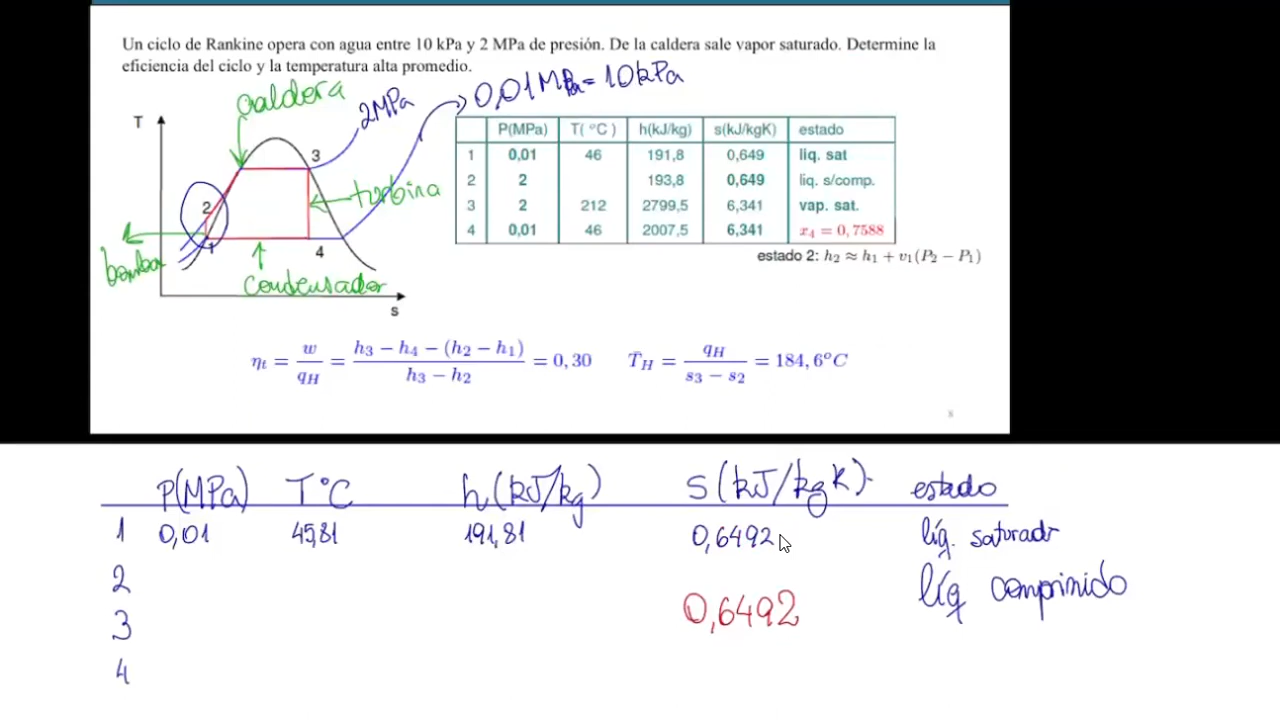 Un ciclo de Rankine opera con agua entre 10 kPa y 2 MPa de presión. De la caldera sale vapor saturado. Determine la
eficiencia del ciclo y la temperatura alta promedio.
0,01 MPa = 10 kPa
caldera
2MPa
T
3
turbina
2
1
4
bomba
condensador
s
P(MPa) T( °C ) h(kJ/kg) s(kJ/kgK) estado
1 0,01 46 191,8 0,649 liq. sat
2 2 193,8 0,649 liq. s/comp.
3 2 212 2799,5 6,341 vap. sat.
4 0,01 46 2007,5 6,341 x₄ = 0,7588
estado 2: h₂ ≈ h₁ + v₁(P₂ − P₁)
ηt = w/qH = (h₃ − h₄ − (h₂ − h₁))/(h₃ − h₂) = 0,30 T̄H = qH/(s₃ − s₂) = 184,6°C
8
P(MPa) T°C h(kJ/kg) s(kJ/kgK) estado
1 0,01 45,81 191,81 0,6492 líq. saturado
2 líq comprimido
3 0,6492
4